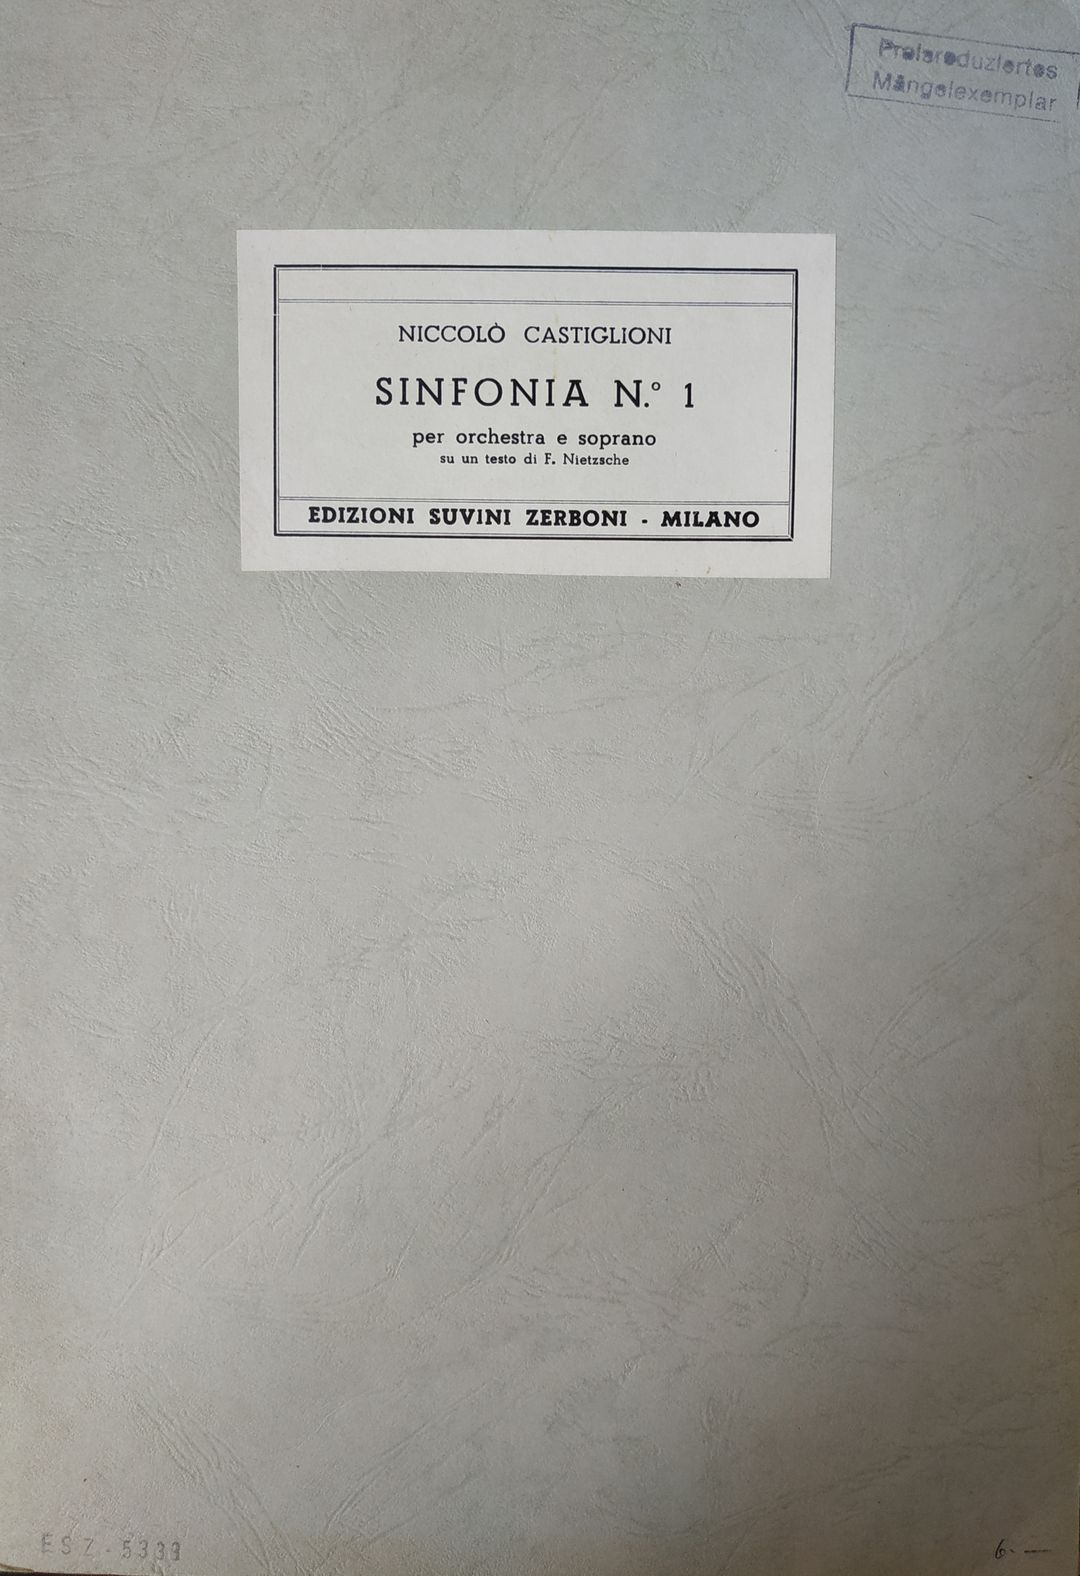 Preisreduziertes
Mängelexemplar
NICCOLÒ CASTIGLIONI
SINFONIA N.º 1
per orchestra e soprano
su un testo di F. Nietzsche
EDIZIONI SUVINI ZERBONI - MILANO
ESZ - 5333
6.-